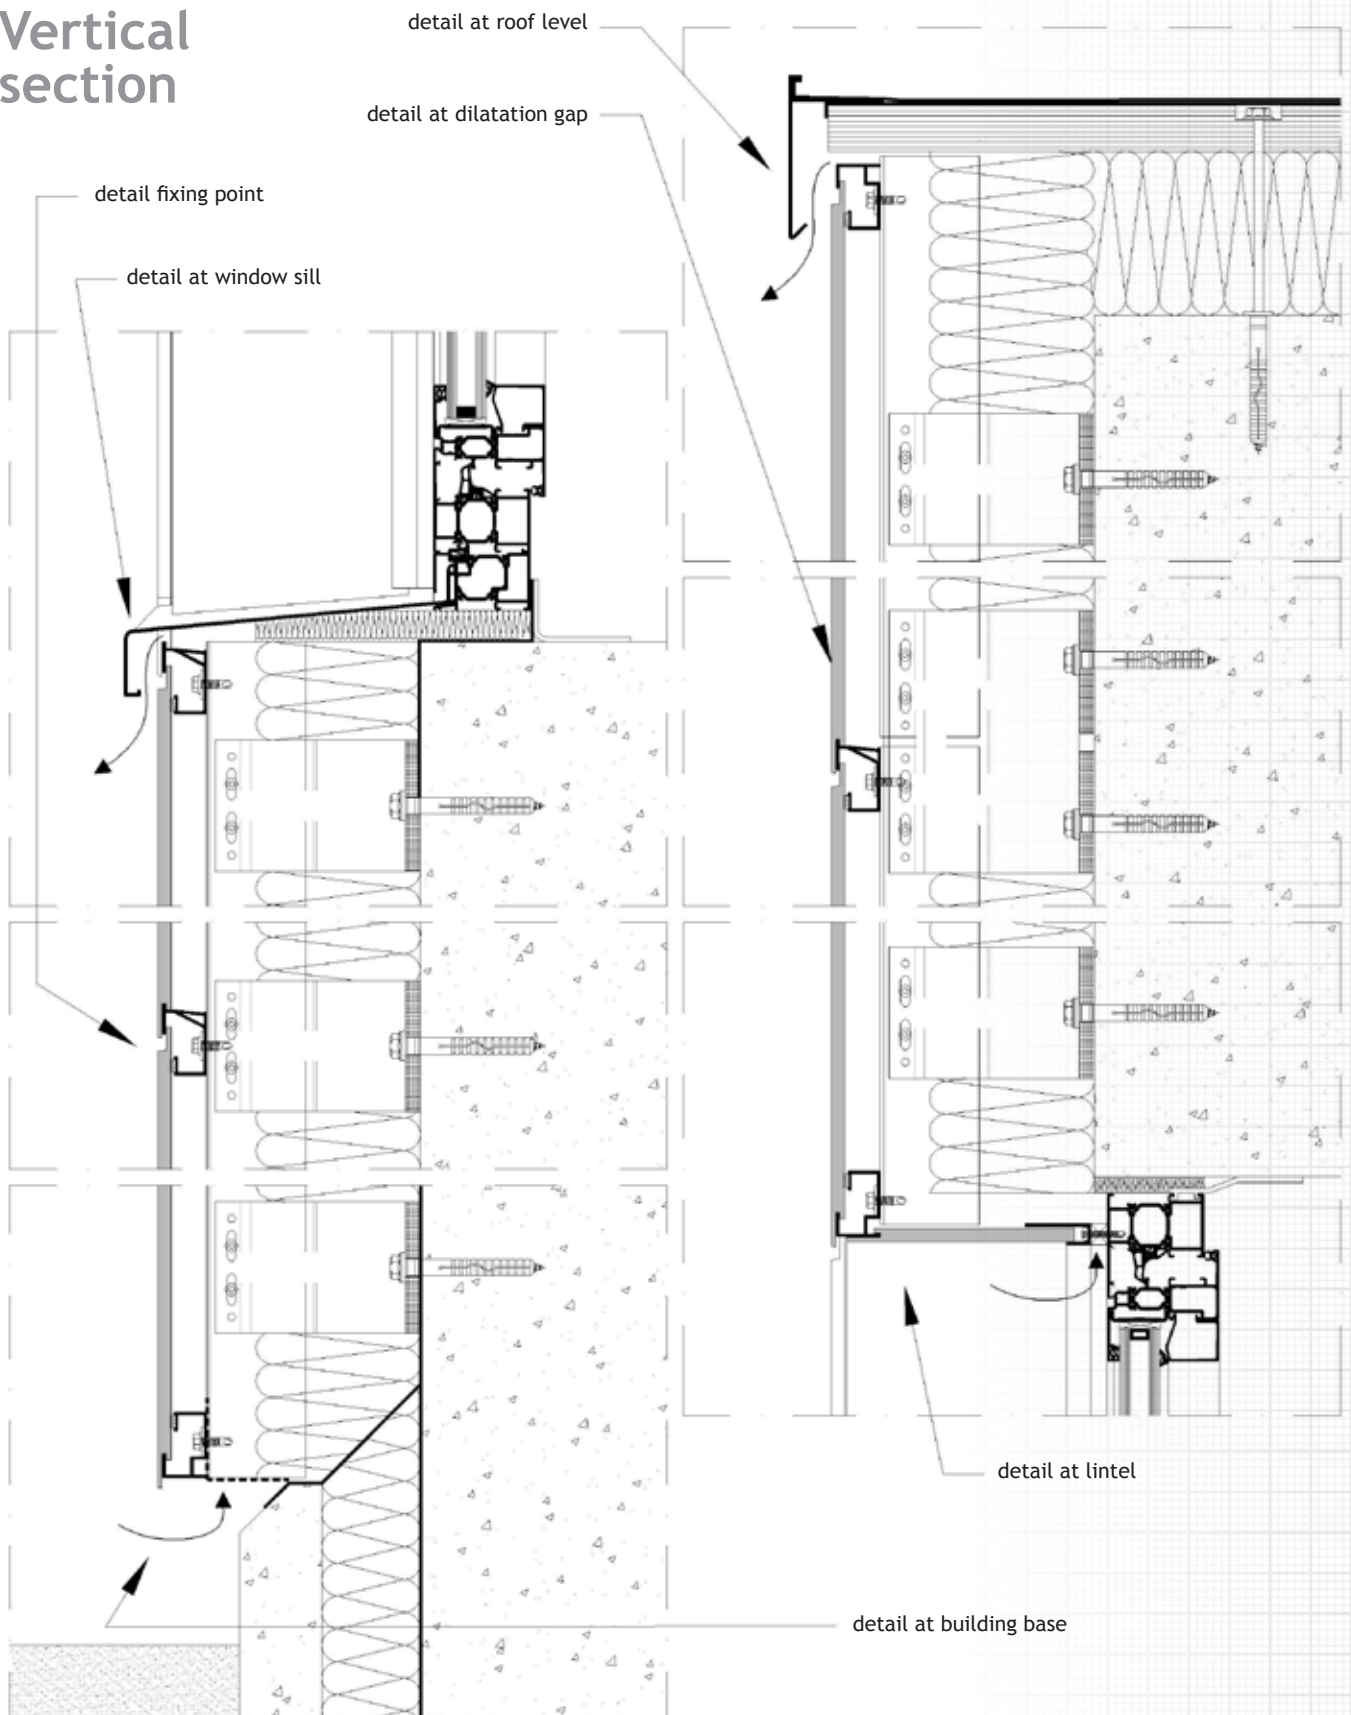 Vertical
section
detail at roof level
detail at dilatation gap
detail fixing point
detail at window sill
detail at lintel
detail at building base